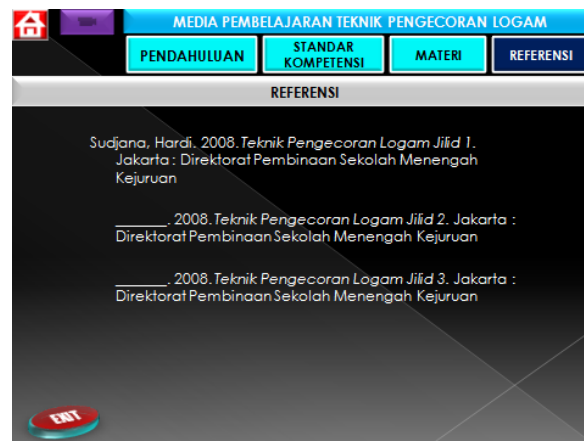 MEDIA PEMBELAJARAN TEKNIK PENGECORAN LOGAM
PENDAHULUAN
STANDAR
KOMPETENSI
MATERI
REFERENSI
REFERENSI
Sudjana, Hardi. 2008. Teknik Pengecoran Logam Jilid 1.
Jakarta : Direktorat Pembinaan Sekolah Menengah
Kejuruan
______. 2008. Teknik Pengecoran Logam Jilid 2. Jakarta :
Direktorat Pembinaan Sekolah Menengah Kejuruan
______. 2008. Teknik Pengecoran Logam Jilid 3. Jakarta :
Direktorat Pembinaan Sekolah Menengah Kejuruan
EXIT